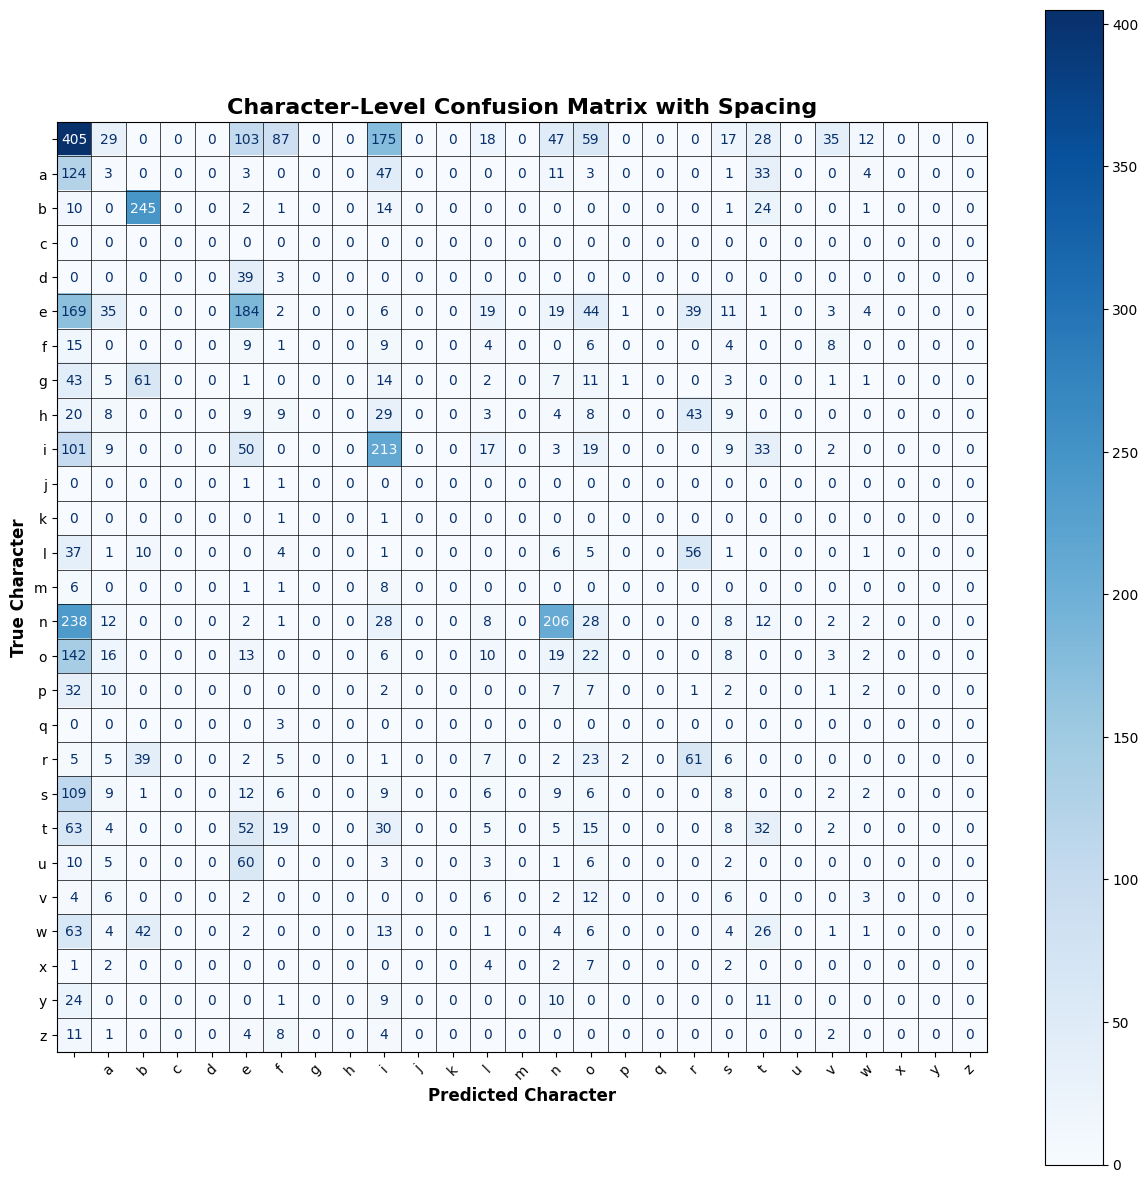 Character-Level Confusion Matrix with Spacing
405 29 0 0 0 103 87 0 0 175 0 0 18 0 47 59 0 0 0 17 28 0 35 12 0 0 0
a 124 3 0 0 0 3 0 0 0 47 0 0 0 0 11 3 0 0 0 1 33 0 0 4 0 0 0
b 10 0 245 0 0 2 1 0 0 14 0 0 0 0 0 0 0 0 0 1 24 0 0 1 0 0 0
c 0 0 0 0 0 0 0 0 0 0 0 0 0 0 0 0 0 0 0 0 0 0 0 0 0 0 0
d 0 0 0 0 0 39 3 0 0 0 0 0 0 0 0 0 0 0 0 0 0 0 0 0 0 0 0
e 169 35 0 0 0 184 2 0 0 6 0 0 19 0 19 44 1 0 39 11 1 0 3 4 0 0 0
f 15 0 0 0 0 9 1 0 0 9 0 0 4 0 0 6 0 0 0 4 0 0 8 0 0 0 0
g 43 5 61 0 0 1 0 0 0 14 0 0 2 0 7 11 1 0 0 3 0 0 1 1 0 0 0
h 20 8 0 0 0 9 9 0 0 29 0 0 3 0 4 8 0 0 43 9 0 0 0 0 0 0 0
i 101 9 0 0 0 50 0 0 0 213 0 0 17 0 3 19 0 0 0 9 33 0 2 0 0 0 0
j 0 0 0 0 0 1 1 0 0 0 0 0 0 0 0 0 0 0 0 0 0 0 0 0 0 0 0
k 0 0 0 0 0 0 1 0 0 1 0 0 0 0 0 0 0 0 0 0 0 0 0 0 0 0 0
l 37 1 10 0 0 0 4 0 0 1 0 0 0 0 6 5 0 0 56 1 0 0 0 1 0 0 0
m 6 0 0 0 0 1 1 0 0 8 0 0 0 0 0 0 0 0 0 0 0 0 0 0 0 0 0
n 238 12 0 0 0 2 1 0 0 28 0 0 8 0 206 28 0 0 0 8 12 0 2 2 0 0 0
o 142 16 0 0 0 13 0 0 0 6 0 0 10 0 19 22 0 0 0 8 0 0 3 2 0 0 0
p 32 10 0 0 0 0 0 0 0 2 0 0 0 0 7 7 0 0 1 2 0 0 1 2 0 0 0
q 0 0 0 0 0 0 3 0 0 0 0 0 0 0 0 0 0 0 0 0 0 0 0 0 0 0 0
r 5 5 39 0 0 2 5 0 0 1 0 0 7 0 2 23 2 0 61 6 0 0 0 0 0 0 0
s 109 9 1 0 0 12 6 0 0 9 0 0 6 0 9 6 0 0 0 8 0 0 2 2 0 0 0
t 63 4 0 0 0 52 19 0 0 30 0 0 5 0 5 15 0 0 0 8 32 0 2 0 0 0 0
u 10 5 0 0 0 60 0 0 0 3 0 0 3 0 1 6 0 0 0 2 0 0 0 0 0 0 0
v 4 6 0 0 0 2 0 0 0 0 0 0 6 0 2 12 0 0 0 6 0 0 0 3 0 0 0
w 63 4 42 0 0 2 0 0 0 13 0 0 1 0 4 6 0 0 0 4 26 0 1 1 0 0 0
x 1 2 0 0 0 0 0 0 0 0 0 0 4 0 2 7 0 0 0 2 0 0 0 0 0 0 0
y 24 0 0 0 0 0 1 0 0 9 0 0 0 0 10 0 0 0 0 0 11 0 0 0 0 0 0
z 11 1 0 0 0 4 8 0 0 4 0 0 0 0 0 0 0 0 0 0 0 0 2 0 0 0 0
a b c d e f g h i j k l m n o p q r s t u v w x y z
Predicted Character
True Character
400
350
300
250
200
150
100
50
0